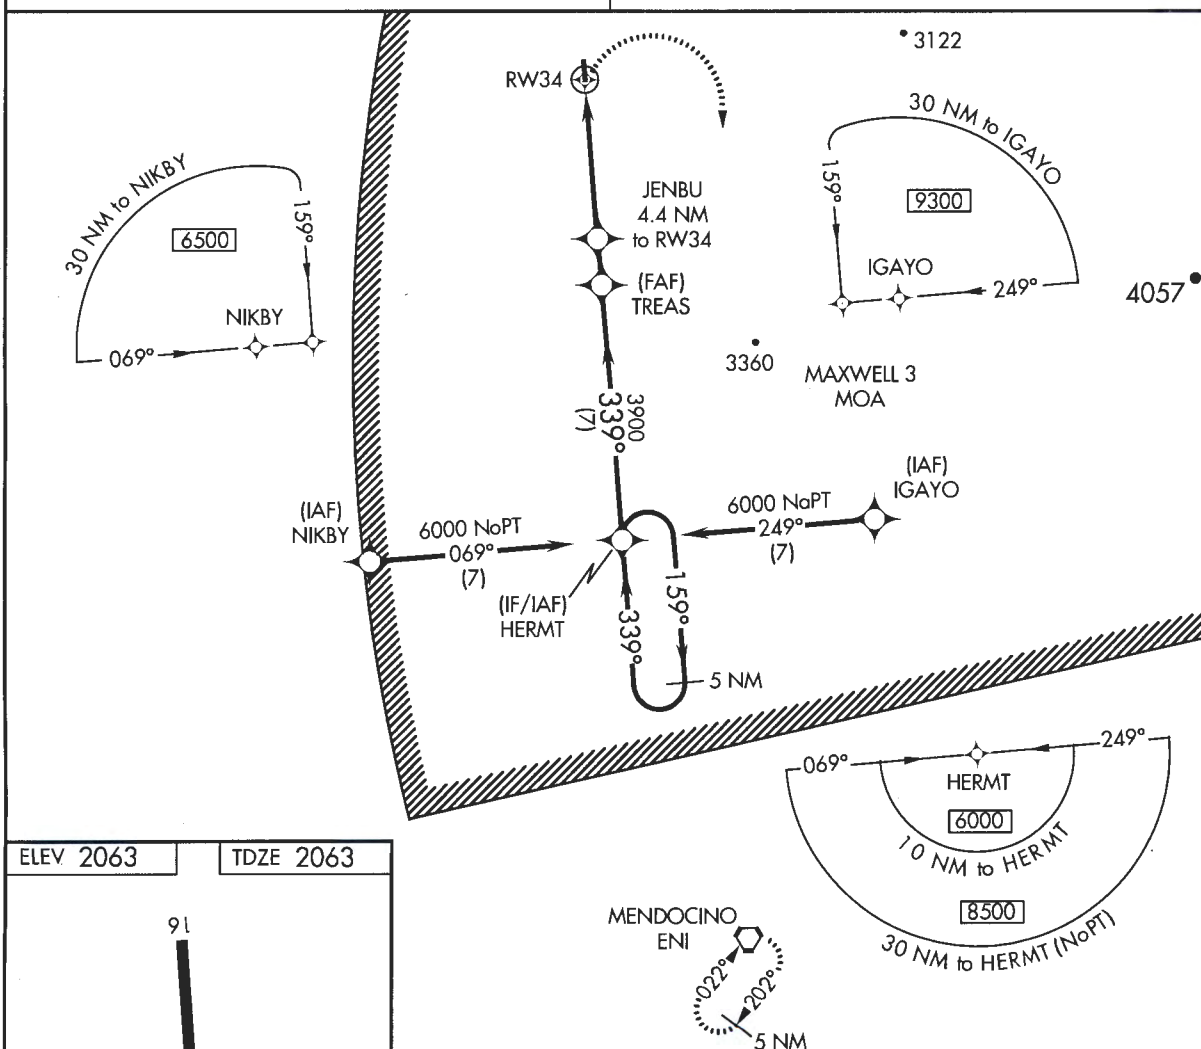 3122
RW34
30 NM to IGAYO
159°
9300
IGAYO
249°
30 NM to NIKBY
159°
6500
NIKBY
069°
JENBU
4.4 NM
to RW34
(FAF)
TREAS
4057
3360
MAXWELL 3
MOA
3900
339°
(7)
(IAF)
IGAYO
(IAF)
NIKBY
6000 NoPT
069°
(7)
6000 NaPT
249°
(7)
(IF/IAF)
HERMT
339°
159°
5 NM
069°
249°
HERMT
6000
10 NM to HERMT
8500
30 NM to HERMT (NoPT)
ELEV 2063
TDZE 2063
16
MENDOCINO
ENI
022°
202°
5 NM